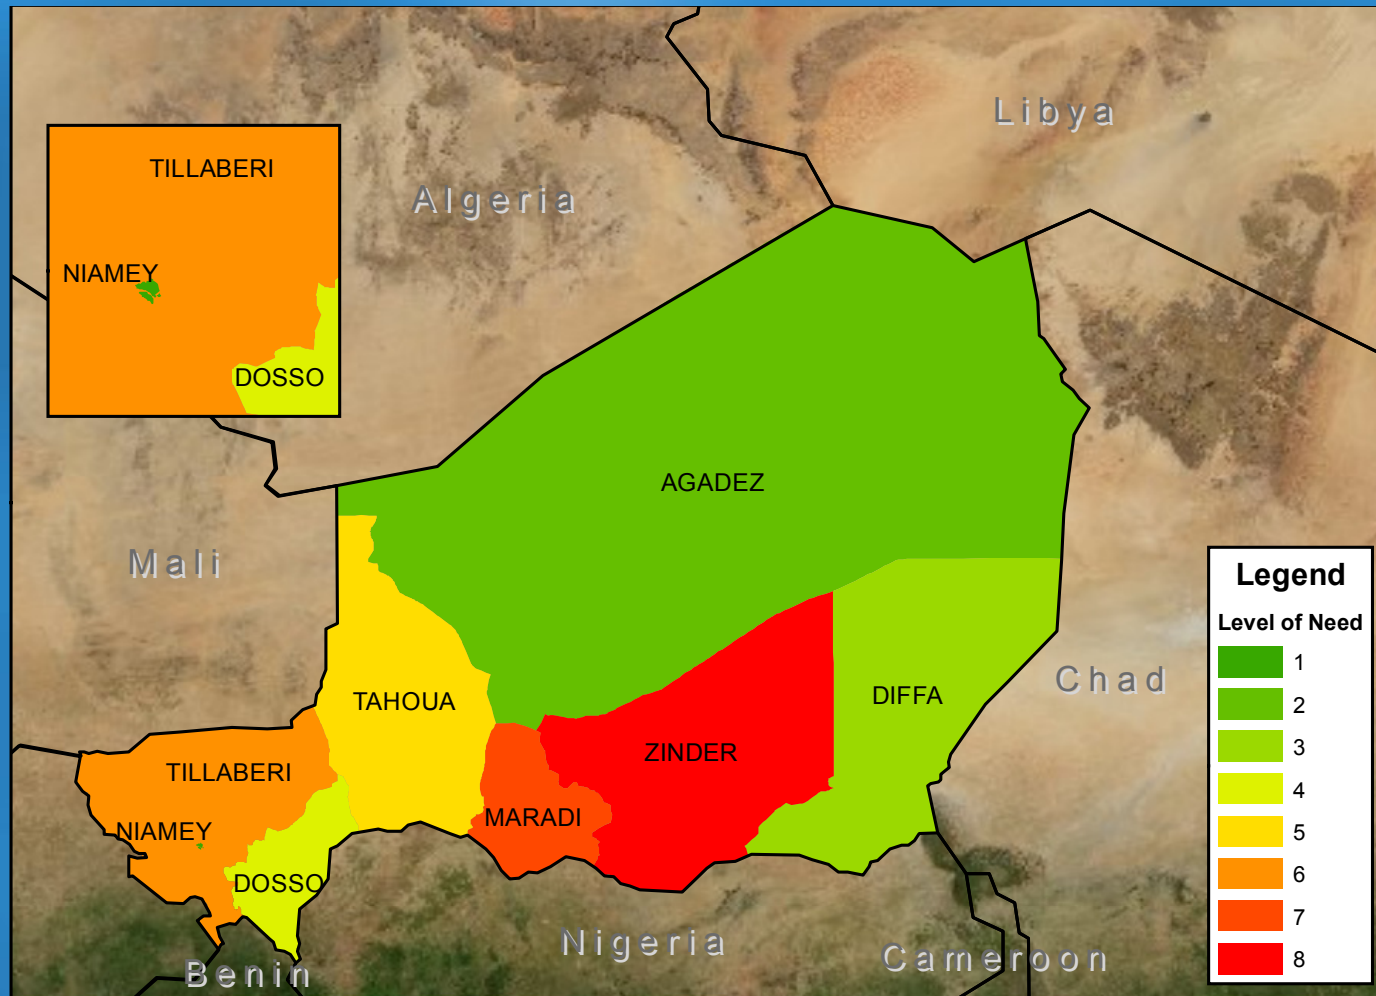 Libya
TILLABERI
Algeria
NIAMEY
DOSSO
AGADEZ
Mali
Legend
Level of Need
1
2
3
4
5
6
7
8
Chad
TAHOUA
DIFFA
ZINDER
TILLABERI
MARADI
NIAMEY
DOSSO
Nigeria
Cameroon
Benin